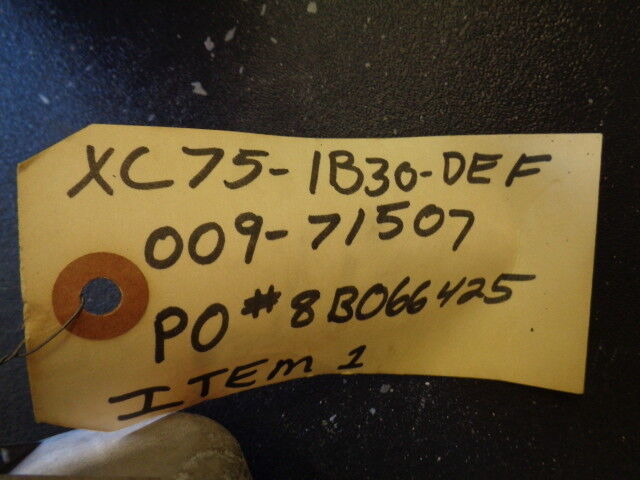 XC75-1B30-DEF
009-71507
PO # 8B066425
ITEM 1